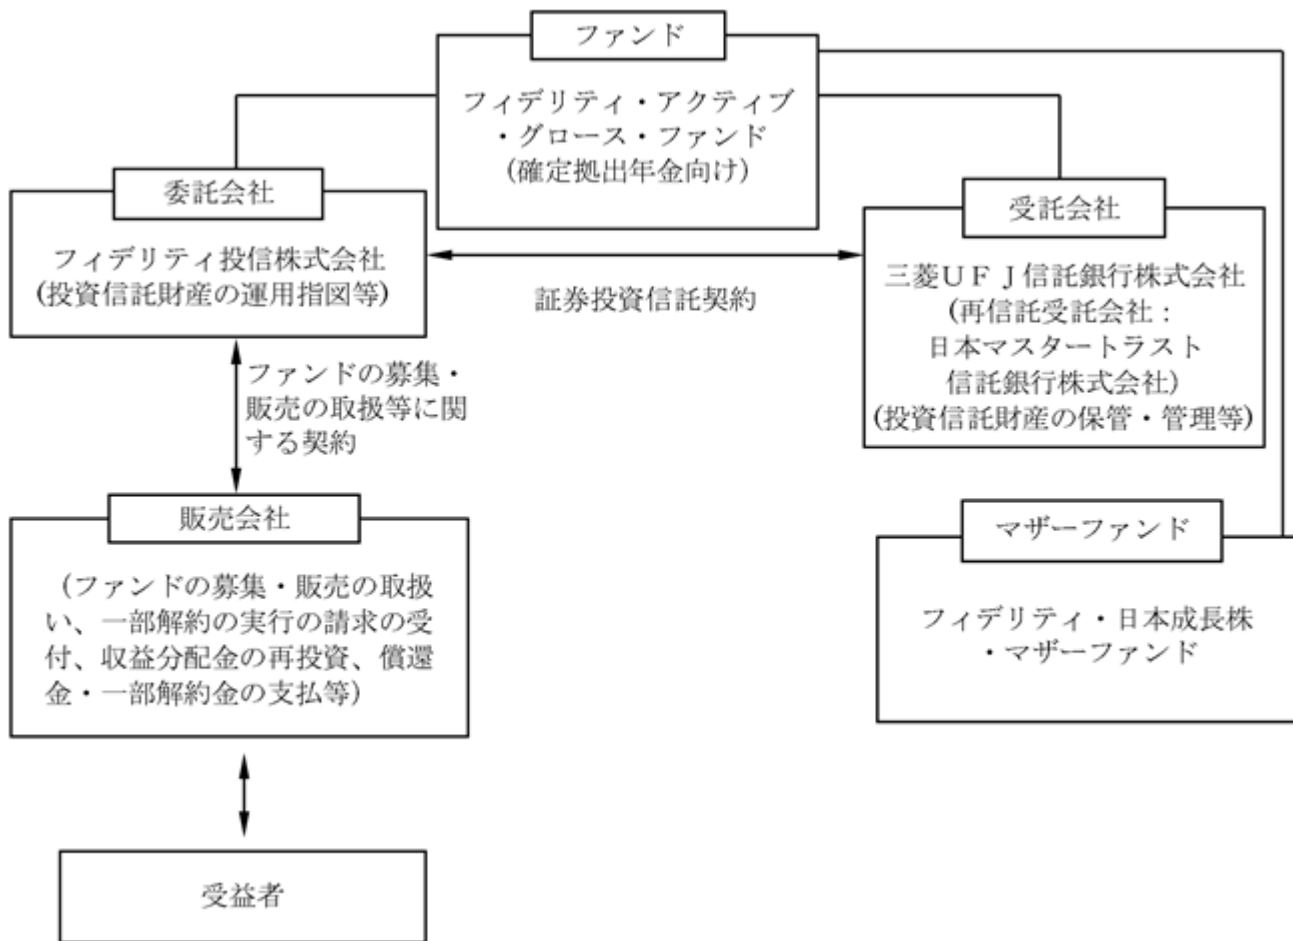 ファンド
フィデリティ・アクティブ
・グロース・ファンド
(確定拠出年金向け)
委託会社
フィデリティ投信株式会社
(投資信託財産の運用指図等)
証券投資信託契約
受託会社
三菱UFJ信託銀行株式会社
(再信託受託会社:
日本マスタートラスト
信託銀行株式会社)
(投資信託財産の保管・管理等)
ファンドの募集・
販売の取扱等に関
する契約
販売会社
(ファンドの募集・販売の取扱
い、一部解約の実行の請求の受
付、収益分配金の再投資、償還
金・一部解約金の支払等)
マザーファンド
フィデリティ・日本成長株
・マザーファンド
受益者